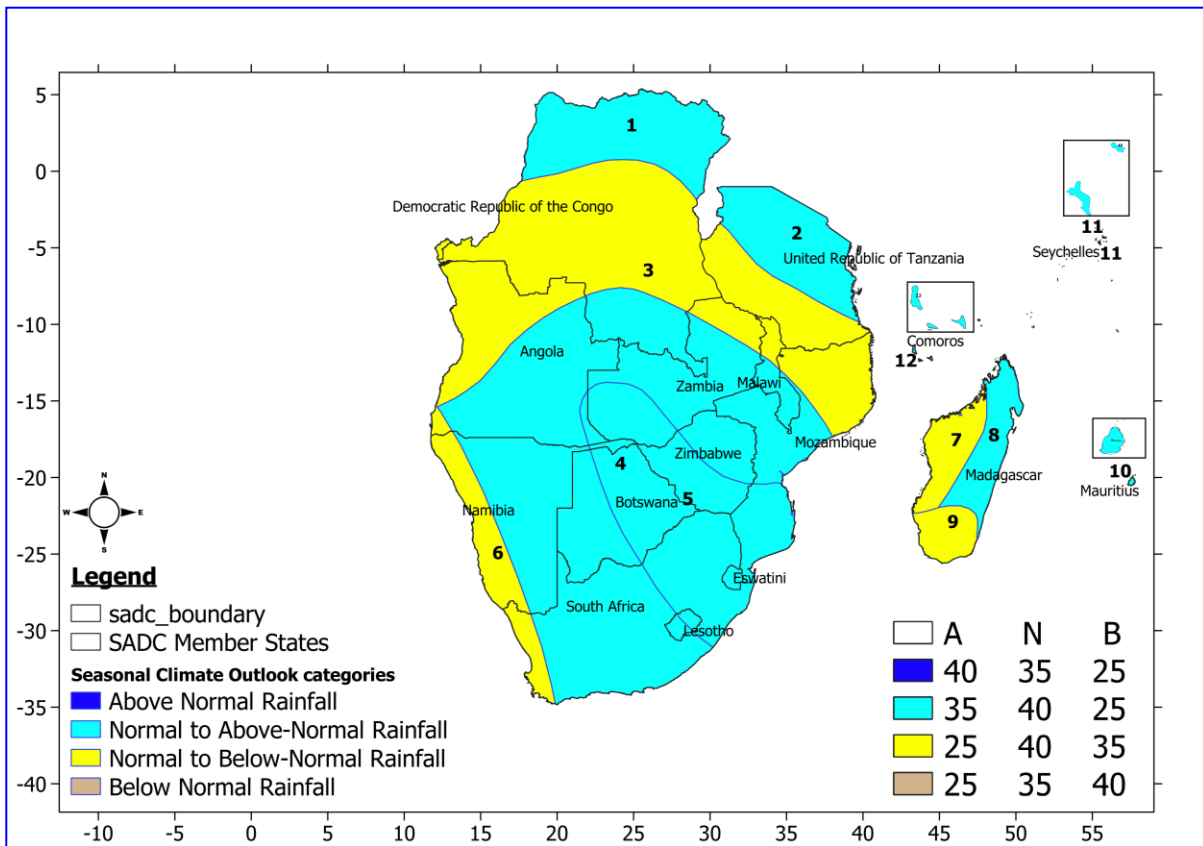 5
0
-5
-10
-15
-20
-25
-30
-35
-40
-10
-5
0
5
10
15
20
25
30
35
40
45
50
55
1
Democratic Republic of the Congo
2
United Republic of Tanzania
3
11
Seychelles
11
Comoros
12
Angola
Zambia
Malawi
Mozambique
Zimbabwe
4
Botswana
5
Namibia
6
7
8
Madagascar
9
10
Mauritius
Eswatini
South Africa
Lesotho
N
W
E
S
Legend
sadc_boundary
SADC Member States
Seasonal Climate Outlook categories
Above Normal Rainfall
Normal to Above-Normal Rainfall
Normal to Below-Normal Rainfall
Below Normal Rainfall
A N B
40 35 25
35 40 25
25 40 35
25 35 40